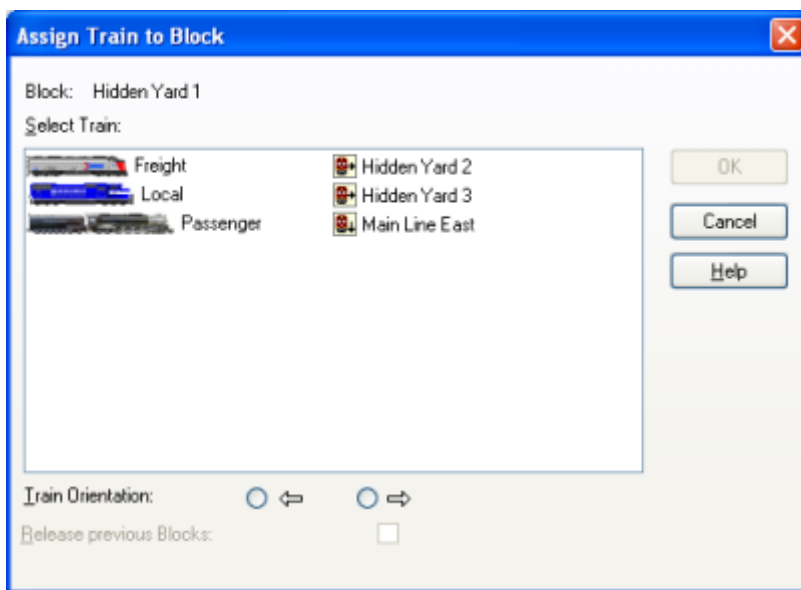 Assign Train to Block
Block: Hidden Yard 1
Select Train:
Freight Hidden Yard 2
Local Hidden Yard 3
Passenger Main Line East
OK
Cancel
Help
Train Orientation:
Release previous Blocks: